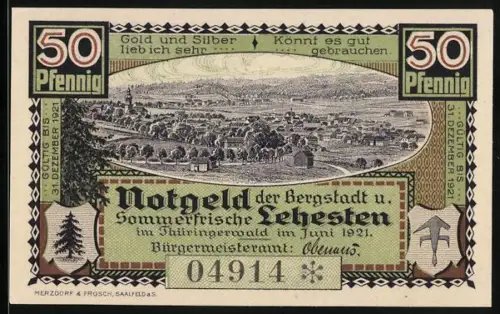 50 Pfennig
Gold und Silber
lieb ich sehr ....
Könnt es gut
.... gebrauchen.
50 Pfennig
GÜLTIG BIS
31. DEZEMBER 1921
GÜLTIG BIS
31. DEZEMBER 1921
Notgeld der Bergstadt u.
Sommerfrische Lehesten
im Thüringerwald im Juni 1921.
Bürgermeisteramt:
04914 *
HERZDORF & FROSCH, SAALFELD a S.